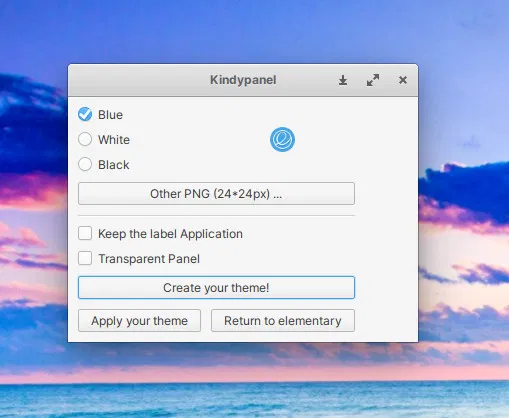 Kindypanel
Blue
White
Black
Other PNG (24*24px) ...
Keep the label Application
Transparent Panel
Create your theme!
Apply your theme
Return to elementary